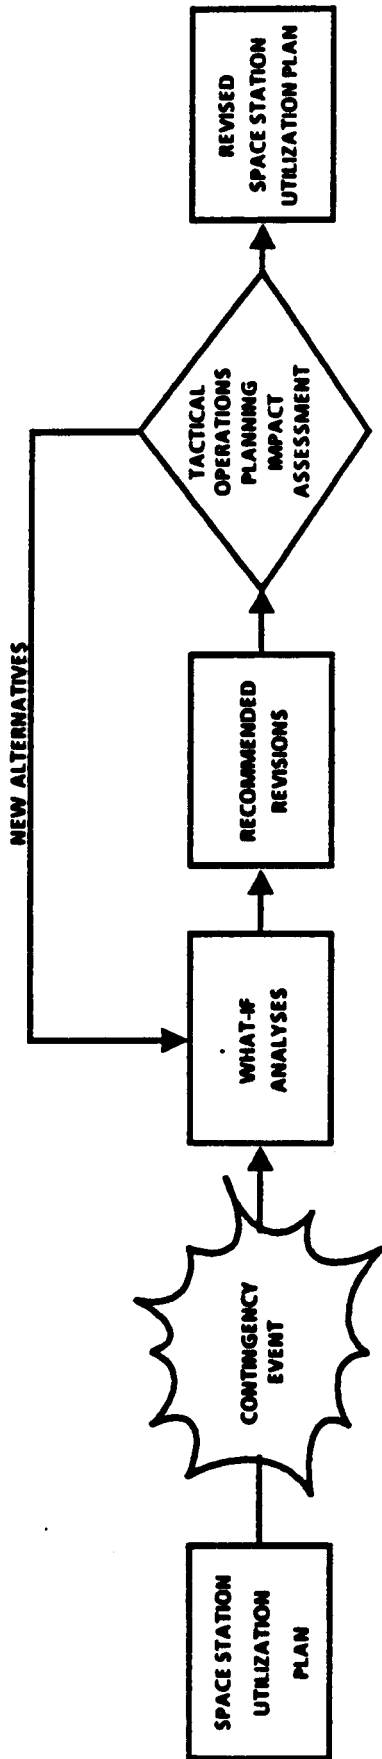 NEW ALTERNATIVES
SPACE STATION
UTILIZATION
PLAN
CONTINGENCY
EVENT
WHAT-IF
ANALYSES
RECOMMENDED
REVISIONS
TACTICAL
OPERATIONS
PLANNING
IMPACT
ASSESSMENT
REVISED
SPACE STATION
UTILIZATION PLAN